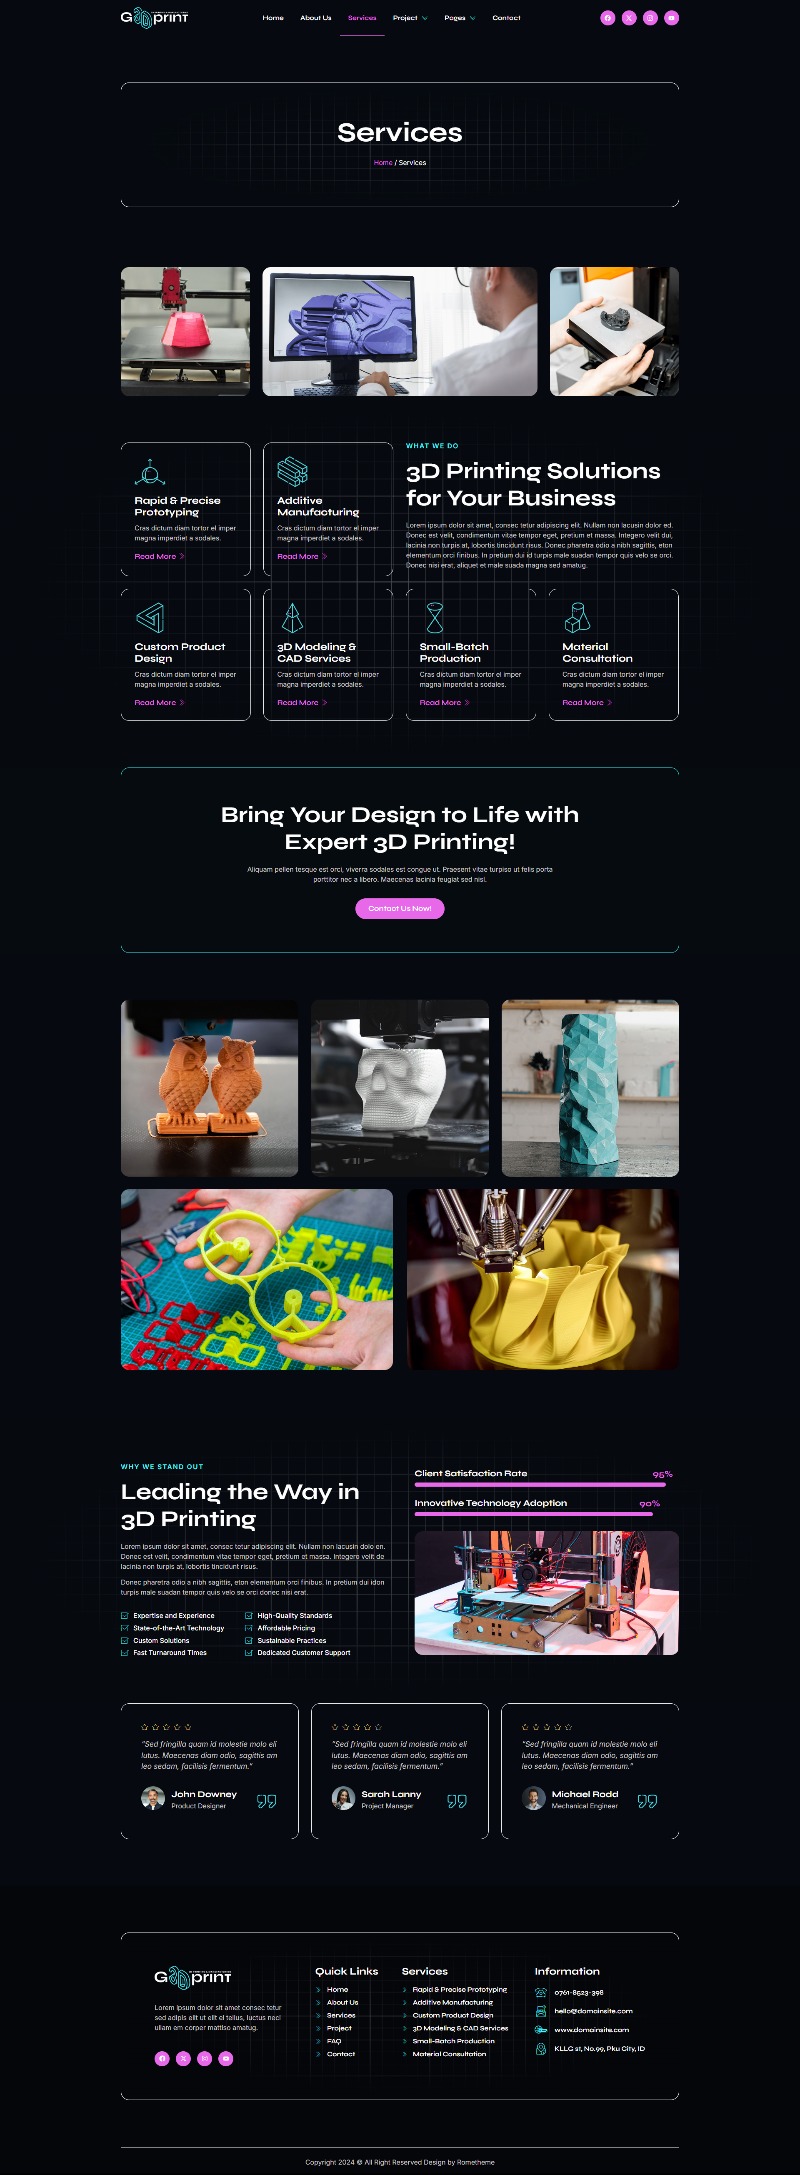 G3Dprint
Home
About Us
Services
Project
Pages
Contact
Services
Home / Services
WHAT WE DO
3D Printing Solutions
for Your Business
Lorem ipsum dolor sit amet, consec tetur adipiscing elit. Nullam non lacusin dolor ed.
Donec est velit, condimentum vitae tempor eget, pretium et massa. Integero velit dui,
lacinia non turpis at, lobortis tincidunt risus. Donec pharetra odio a nibh sagittis, eton
elementum orci finibus. In pretium dui id turpis male suadan tempor quis velo se orci.
Donec nisi erat, aliquet et male suada magna sed amatug.
Rapid & Precise
Prototyping
Cras dictum diam tortor el imper
magna imperdiet a sodales.
Read More
Additive
Manufacturing
Cras dictum diam tortor el imper
magna imperdiet a sodales.
Read More
Custom Product
Design
Cras dictum diam tortor el imper
magna imperdiet a sodales.
Read More
3D Modeling &
CAD Services
Cras dictum diam tortor el imper
magna imperdiet a sodales.
Read More
Small-Batch
Production
Cras dictum diam tortor el imper
magna imperdiet a sodales.
Read More
Material
Consultation
Cras dictum diam tortor el imper
magna imperdiet a sodales.
Read More
Bring Your Design to Life with
Expert 3D Printing!
Aliquam pellen tesque est orci, viverra sodales est congue ut. Praesent vitae turpiso ut felis porta
porttitor nec a libero. Maecenas lacinia feugiat sed nisl.
Contact Us Now!
WHY WE STAND OUT
Leading the Way in
3D Printing
Lorem ipsum dolor sit amet, consec tetur adipiscing elit. Nullam non lacusin dolo en.
Donec est velit, condimentum vitae tempor eget, pretium et massa. Integero velit de
lacinia non turpis at, lobortis tincidunt risus.
Donec pharetra odio a nibh sagittis, eton elementum orci finibus. In pretium dui idon
turpis male suadan tempor quis velo se orci donec nisi erat.
Expertise and Experience
State-of-the-Art Technology
Custom Solutions
Fast Turnaround Times
High-Quality Standards
Affordable Pricing
Sustainable Practices
Dedicated Customer Support
Client Satisfaction Rate 95%
Innovative Technology Adoption 90%
"Sed fringilla quam id molestie molo eli
lutus. Maecenas diam odio, sagittis am
leo sedam, facilisis fermentum."
John Downey
Product Designer
"Sed fringilla quam id molestie molo eli
lutus. Maecenas diam odio, sagittis am
leo sedam, facilisis fermentum."
Sarah Lanny
Project Manager
"Sed fringilla quam id molestie molo eli
lutus. Maecenas diam odio, sagittis am
leo sedam, facilisis fermentum."
Michael Rodd
Mechanical Engineer
G3Dprint
Lorem ipsum dolor sit amet consec tetur
sed adipis elit ut elit el tellus, luctus necl
ullam em corper mattiso amatug.
Quick Links
Home
About Us
Services
Project
FAQ
Contact
Services
Rapid & Precise Prototyping
Additive Manufacturing
Custom Product Design
3D Modeling & CAD Services
Small-Batch Production
Material Consultation
Information
0761-8523-398
hello@domainsite.com
www.domainsite.com
KLLG st, No.99, Pku City, ID
Copyright 2024 © All Right Reserved Design by Rometheme